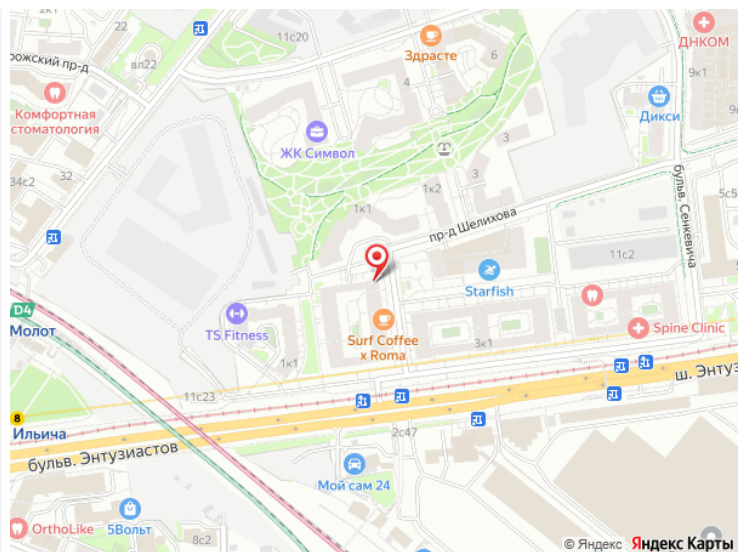 11с20
Здрасте
ДНКОМ
рожский пр-д
вл22
22
6
9к1
Комфортная
стоматология
4
Дикси
ЖК Символ
3
3
34с2
32
1к2
1к1
пр-д Шелихова
бульв. Сенкевича
5с5
11с2
D4
Молот
TS Fitness
Starfish
Surf Coffee
x Roma
1к1
3к1
Spine Clinic
11с23
ш. Энтуз
8
Ильича
2с47
бульв. Энтузиастов
Мой сам 24
OrthoLike
5Вольт
8с2
© Яндекс Яндекс Карты